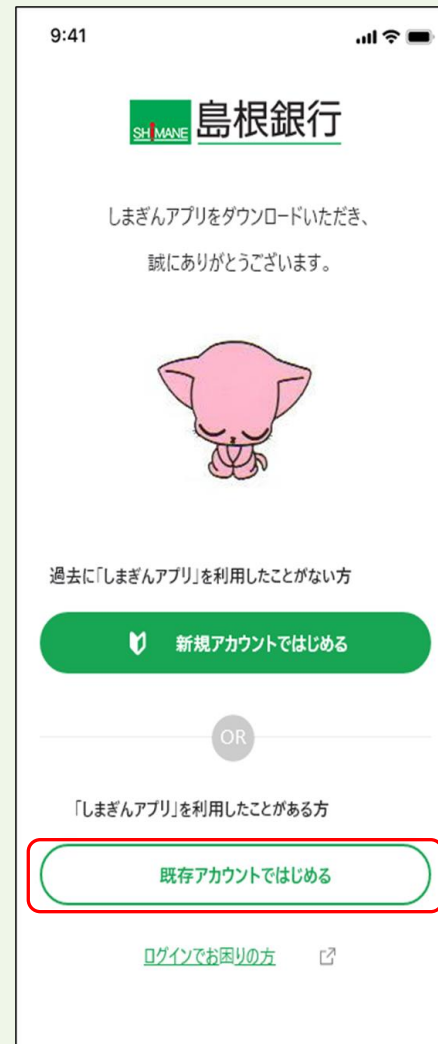 9:41
SHIMANE 島根銀行
しまぎんアプリをダウンロードいただき、
誠にありがとうございます。
過去に「しまぎんアプリ」を利用したことがない方
新規アカウントではじめる
OR
「しまぎんアプリ」を利用したことがある方
既存アカウントではじめる
ログインでお困りの方